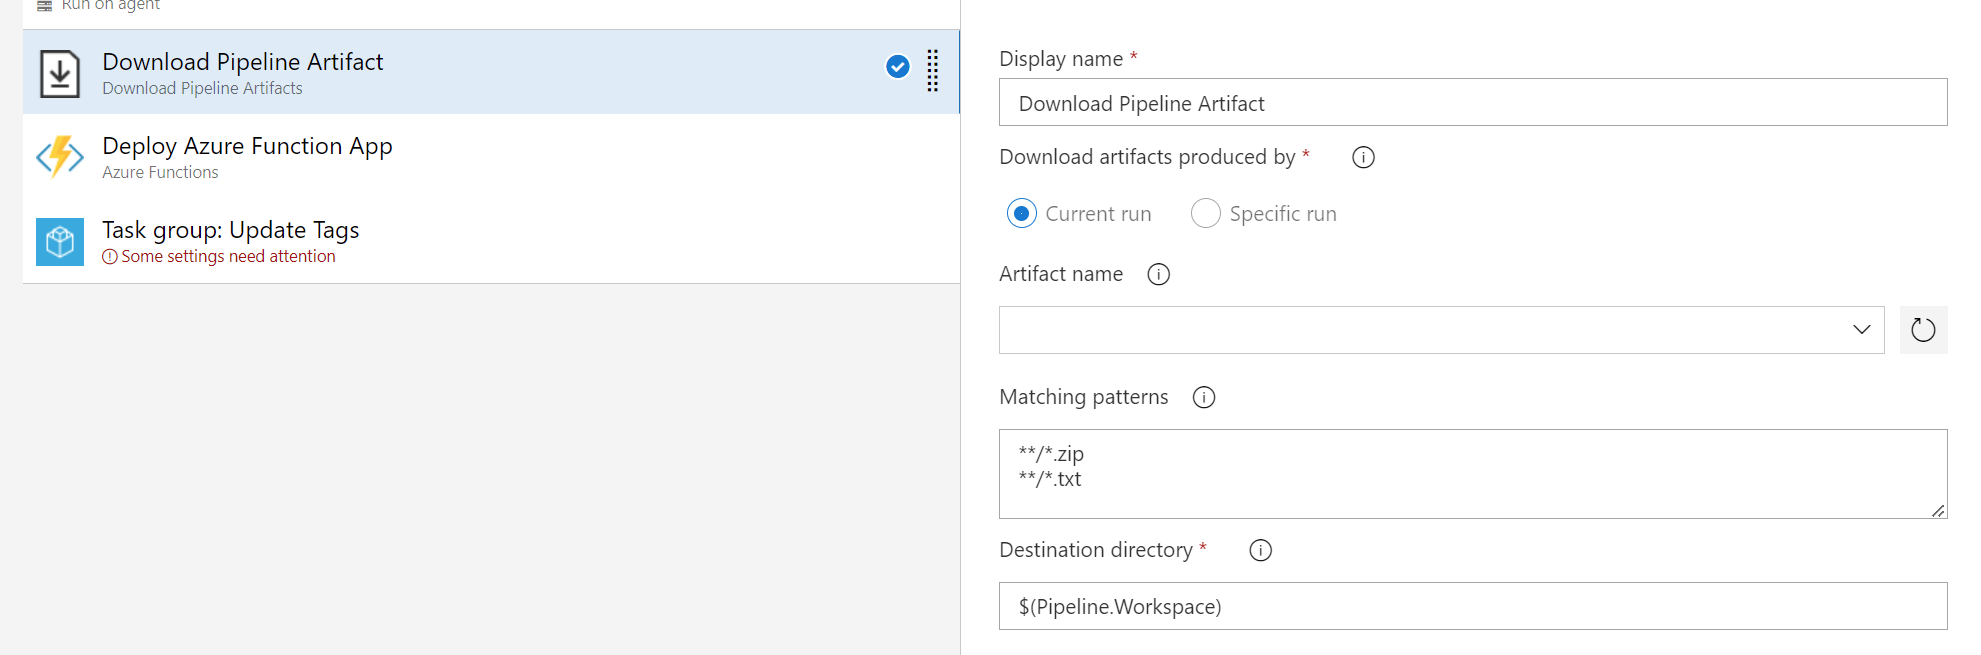 Run on agent
Download Pipeline Artifact
Download Pipeline Artifacts
Deploy Azure Function App
Azure Functions
Task group: Update Tags
Some settings need attention
Display name *
Download Pipeline Artifact
Download artifacts produced by *
Current run
Specific run
Artifact name
Matching patterns
**/*.zip
**/*.txt
Destination directory *
$(Pipeline.Workspace)